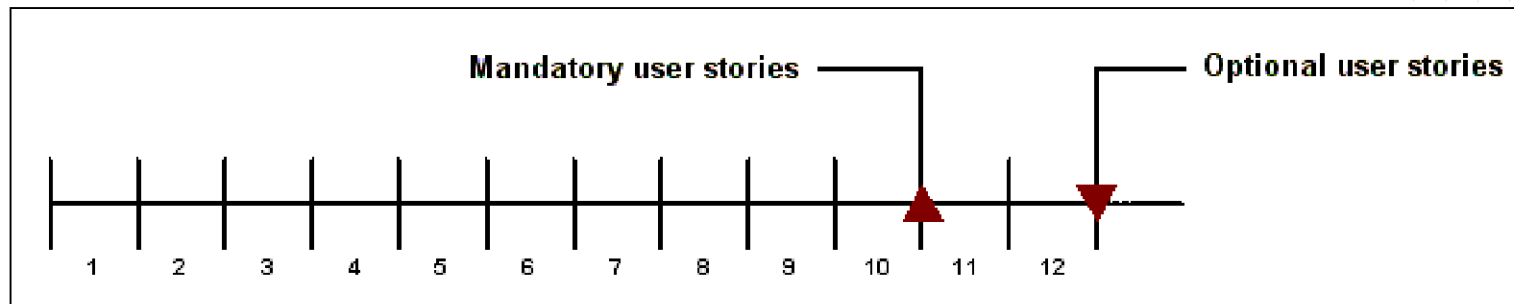 Mandatory user stories
Optional user stories
1 2 3 4 5 6 7 8 9 10 11 12